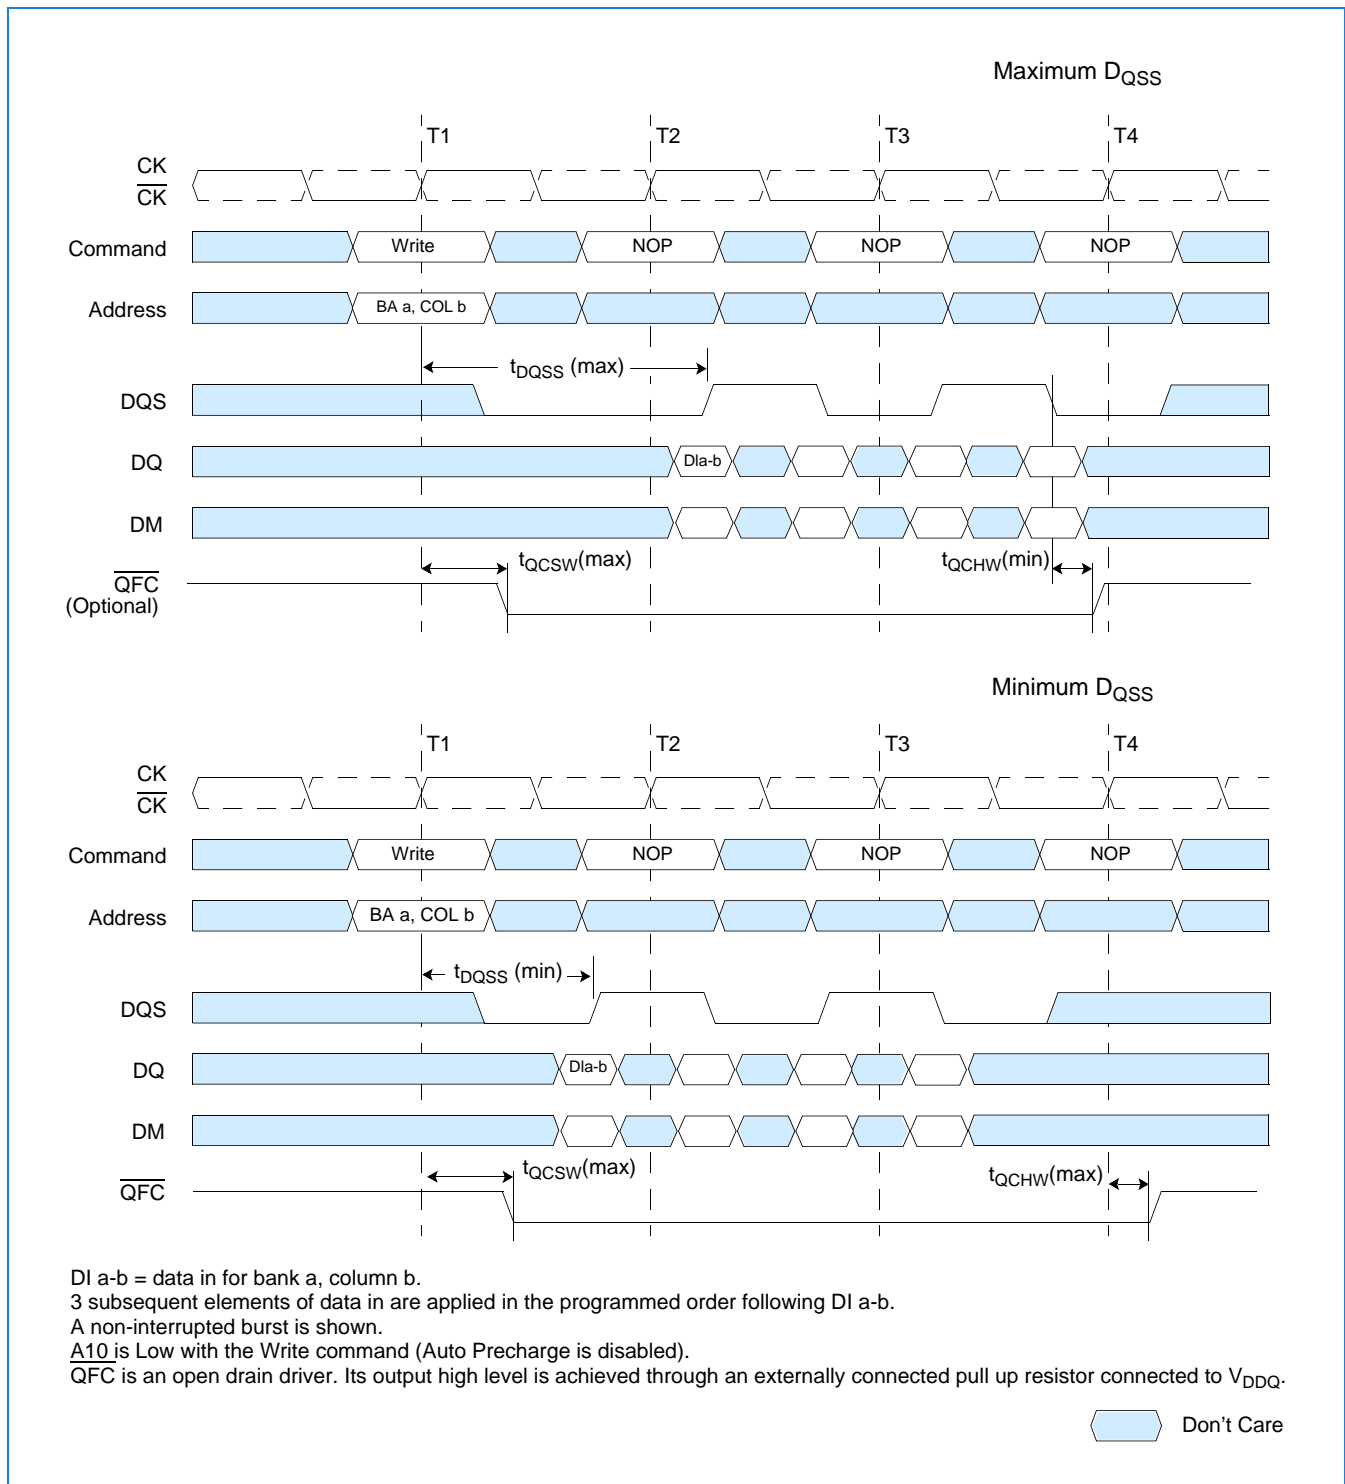 Maximum DQSS
T1 T2 T3 T4
CK
CK
Command Write NOP NOP NOP
Address BA a, COL b
tDQSS (max)
DQS
DQ DIa-b
DM
tQCSW(max) tQCHW(min)
QFC
(Optional)
Minimum DQSS
T1 T2 T3 T4
CK
CK
Command Write NOP NOP NOP
Address BA a, COL b
tDQSS (min)
DQS
DQ DIa-b
DM
tQCSW(max) tQCHW(max)
QFC
DI a-b = data in for bank a, column b.
3 subsequent elements of data in are applied in the programmed order following DI a-b.
A non-interrupted burst is shown.
A10 is Low with the Write command (Auto Precharge is disabled).
QFC is an open drain driver. Its output high level is achieved through an externally connected pull up resistor connected to VDDQ.
Don't Care